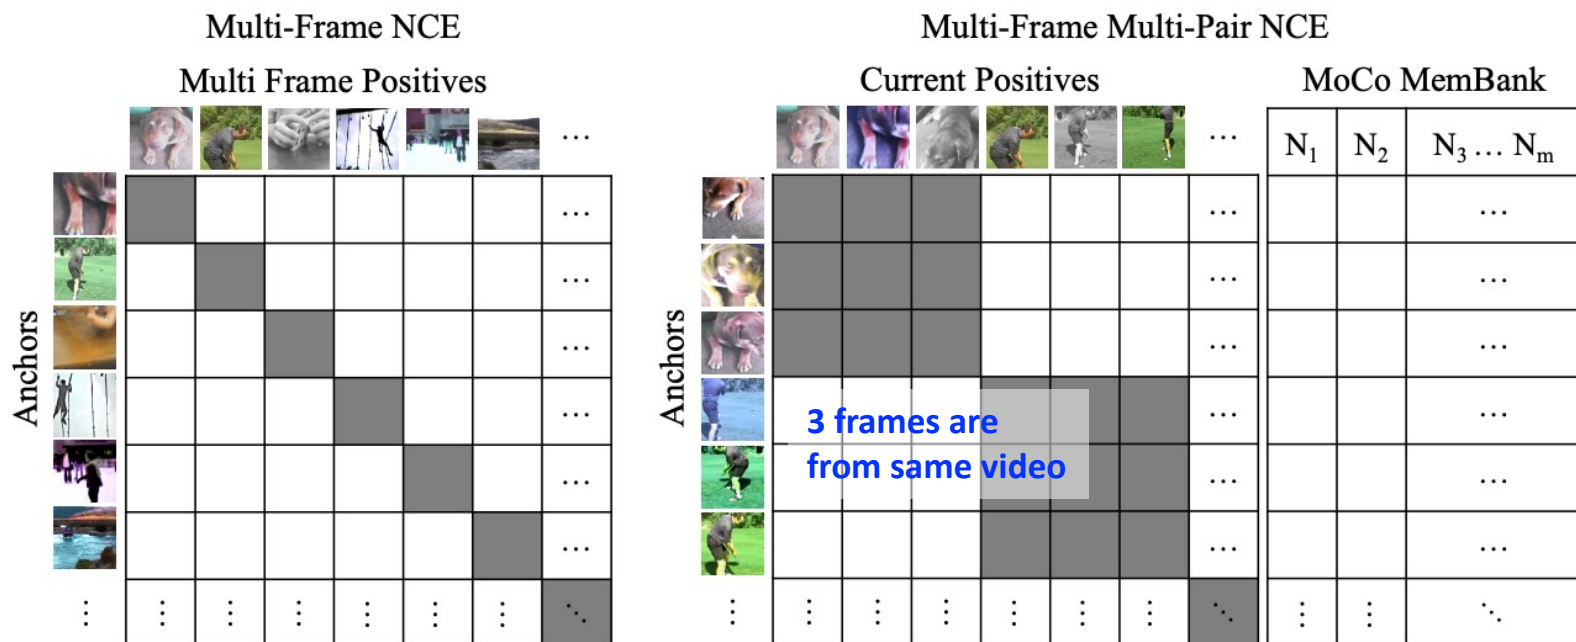 Multi-Frame NCE
Multi Frame Positives
...
Anchors
...
...
...
...
...
...
Multi-Frame Multi-Pair NCE
Current Positives
MoCo MemBank
...
N1
N2
N3 ... Nm
Anchors
... ...
... ...
... ...
3 frames are
from same video
... ...
... ...
... ...